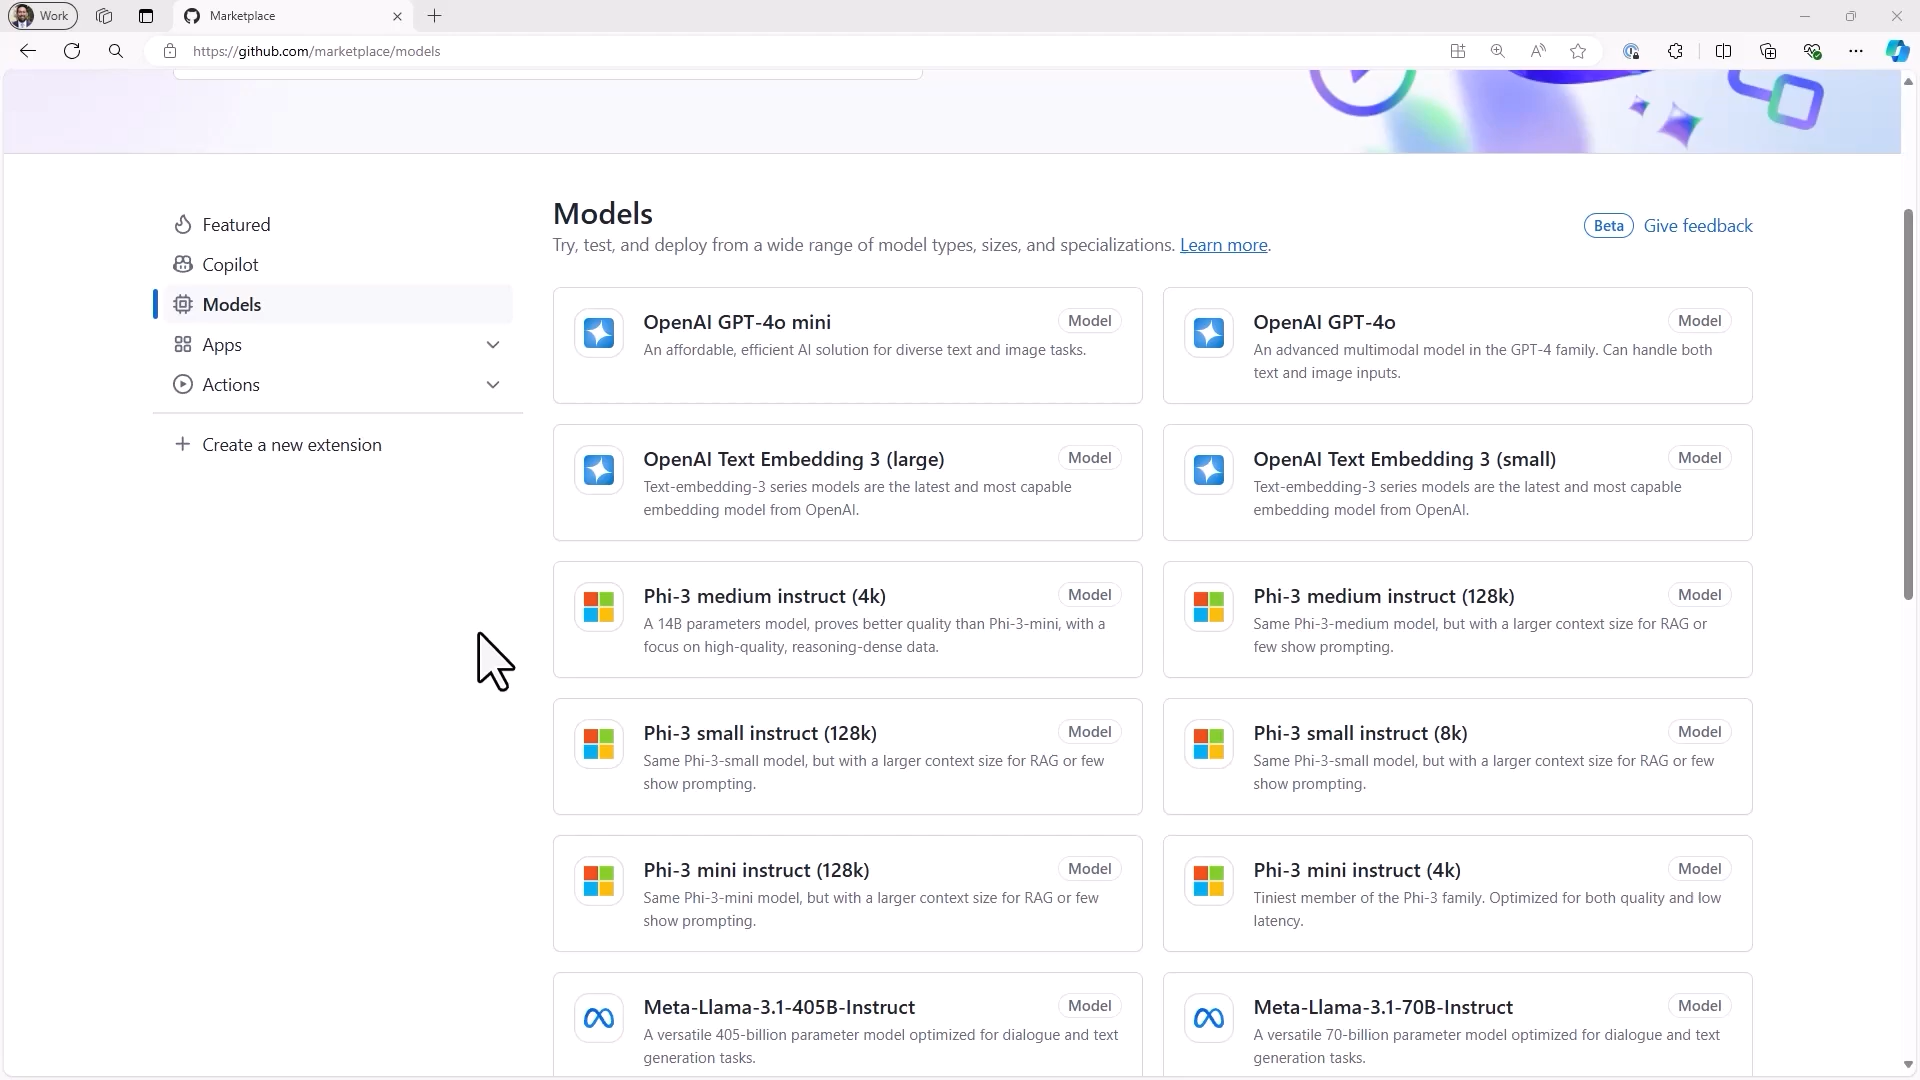 Work
Marketplace
https://github.com/marketplace/models
Featured
Copilot
Models
Apps
Actions
Create a new extension
Models
Try, test, and deploy from a wide range of model types, sizes, and specializations. Learn more.
Beta
Give feedback
OpenAI GPT-4o mini
Model
An affordable, efficient AI solution for diverse text and image tasks.
OpenAI GPT-4o
Model
An advanced multimodal model in the GPT-4 family. Can handle both
text and image inputs.
OpenAI Text Embedding 3 (large)
Model
Text-embedding-3 series models are the latest and most capable
embedding model from OpenAI.
OpenAI Text Embedding 3 (small)
Model
Text-embedding-3 series models are the latest and most capable
embedding model from OpenAI.
Phi-3 medium instruct (4k)
Model
A 14B parameters model, proves better quality than Phi-3-mini, with a
focus on high-quality, reasoning-dense data.
Phi-3 medium instruct (128k)
Model
Same Phi-3-medium model, but with a larger context size for RAG or
few show prompting.
Phi-3 small instruct (128k)
Model
Same Phi-3-small model, but with a larger context size for RAG or few
show prompting.
Phi-3 small instruct (8k)
Model
Same Phi-3-small model, but with a larger context size for RAG or few
show prompting.
Phi-3 mini instruct (128k)
Model
Same Phi-3-mini model, but with a larger context size for RAG or few
show prompting.
Phi-3 mini instruct (4k)
Model
Tiniest member of the Phi-3 family. Optimized for both quality and low
latency.
Meta-Llama-3.1-405B-Instruct
Model
A versatile 405-billion parameter model optimized for dialogue and text
generation tasks.
Meta-Llama-3.1-70B-Instruct
Model
A versatile 70-billion parameter model optimized for dialogue and text
generation tasks.